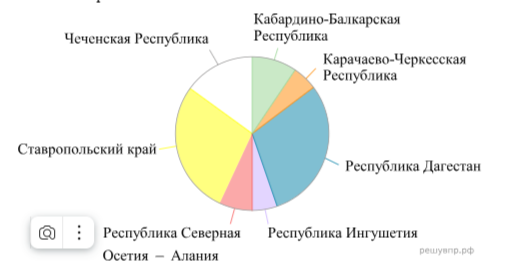 Кабардино-Балкарская
Республика
Чеченская Республика
Карачаево-Черкесская
Республика
Ставропольский край
Республика Дагестан
Республика Северная
Осетия – Алания
Республика Ингушетия
решувпр.рф